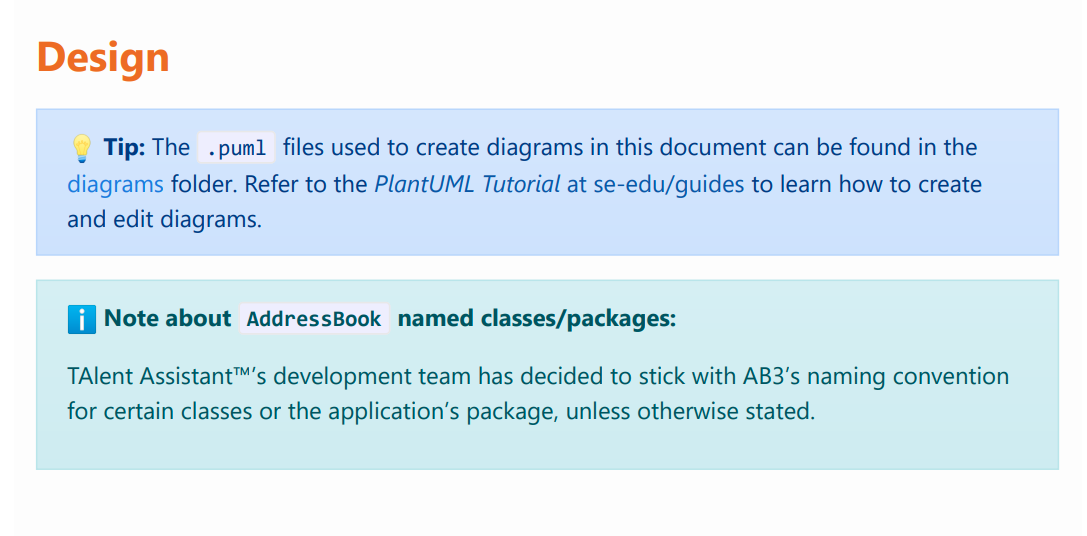 Design
💡 Tip: The .puml files used to create diagrams in this document can be found in the
diagrams folder. Refer to the PlantUML Tutorial at se-edu/guides to learn how to create
and edit diagrams.
ℹ️ Note about AddressBook named classes/packages:
TAlent Assistant™’s development team has decided to stick with AB3’s naming convention
for certain classes or the application’s package, unless otherwise stated.